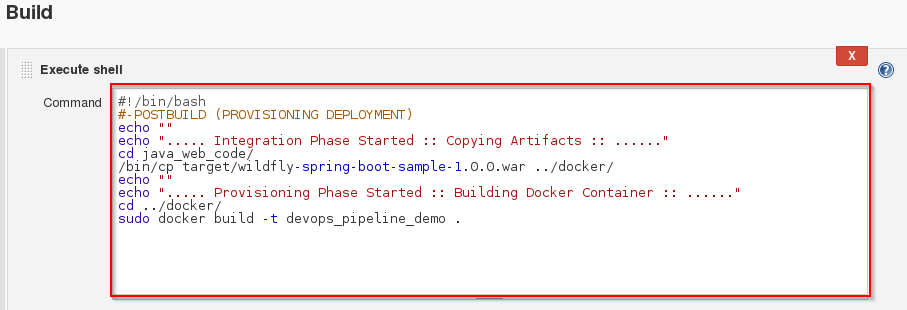 Build
X
Execute shell
?
Command
#!/bin/bash
#-POSTBUILD (PROVISIONING DEPLOYMENT)
echo ""
echo "..... Integration Phase Started :: Copying Artifacts :: ......"
cd java_web_code/
/bin/cp target/wildfly-spring-boot-sample-1.0.0.war ../docker/
echo ""
echo "..... Provisioning Phase Started :: Building Docker Container :: ......"
cd ../docker/
sudo docker build -t devops_pipeline_demo .